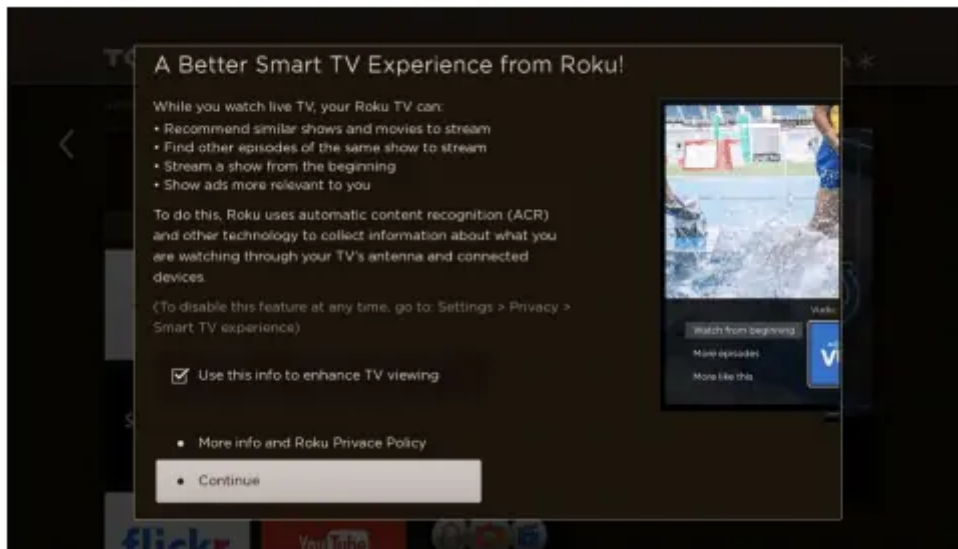 A Better Smart TV Experience from Roku!
While you watch live TV, your Roku TV can:
• Recommend similar shows and movies to stream
• Find other episodes of the same show to stream
• Stream a show from the beginning
• Show ads more relevant to you
To do this, Roku uses automatic content recognition (ACR)
and other technology to collect information about what you
are watching through your TV's antenna and connected
devices.
(To disable this feature at any time, go to: Settings > Privacy >
Smart TV experience)
Use this info to enhance TV viewing
• More info and Roku Privace Policy
• Continue
Watch from beginning
More episodes
More like this
flickr
YouTube